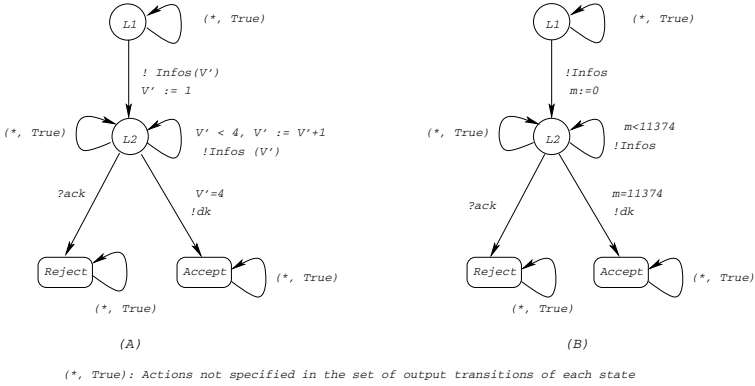 L1
(*, True)
! Infos(V')
V' := 1
(*, True)
L2
V' < 4, V' := V'+1
!Infos (V')
?ack
V'=4
!dk
Reject
Accept
(*, True)
(*, True)
(A)
L1
(*, True)
!Infos
m:=0
(*, True)
L2
m<11374
!Infos
?ack
m=11374
!dk
Reject
Accept
(*, True)
(*, True)
(B)
(*, True): Actions not specified in the set of output transitions of each state